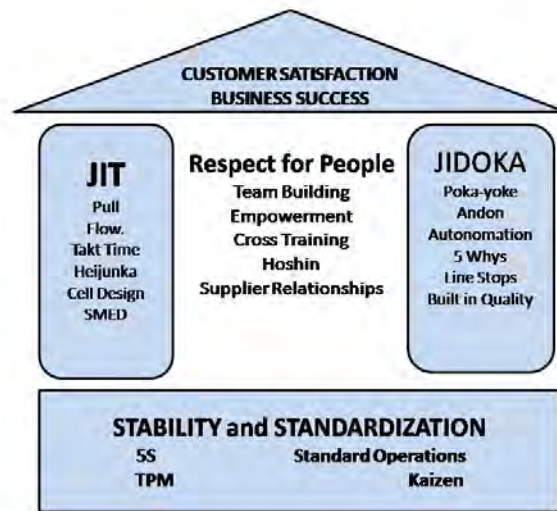 CUSTOMER SATISFACTION
BUSINESS SUCCESS
JIT
Pull
Flow.
Takt Time
Heijunka
Cell Design
SMED
Respect for People
Team Building
Empowerment
Cross Training
Hoshin
Supplier Relationships
JIDOKA
Poka-yoke
Andon
Autonomation
5 Whys
Line Stops
Built in Quality
STABILITY and STANDARDIZATION
5S Standard Operations
TPM Kaizen